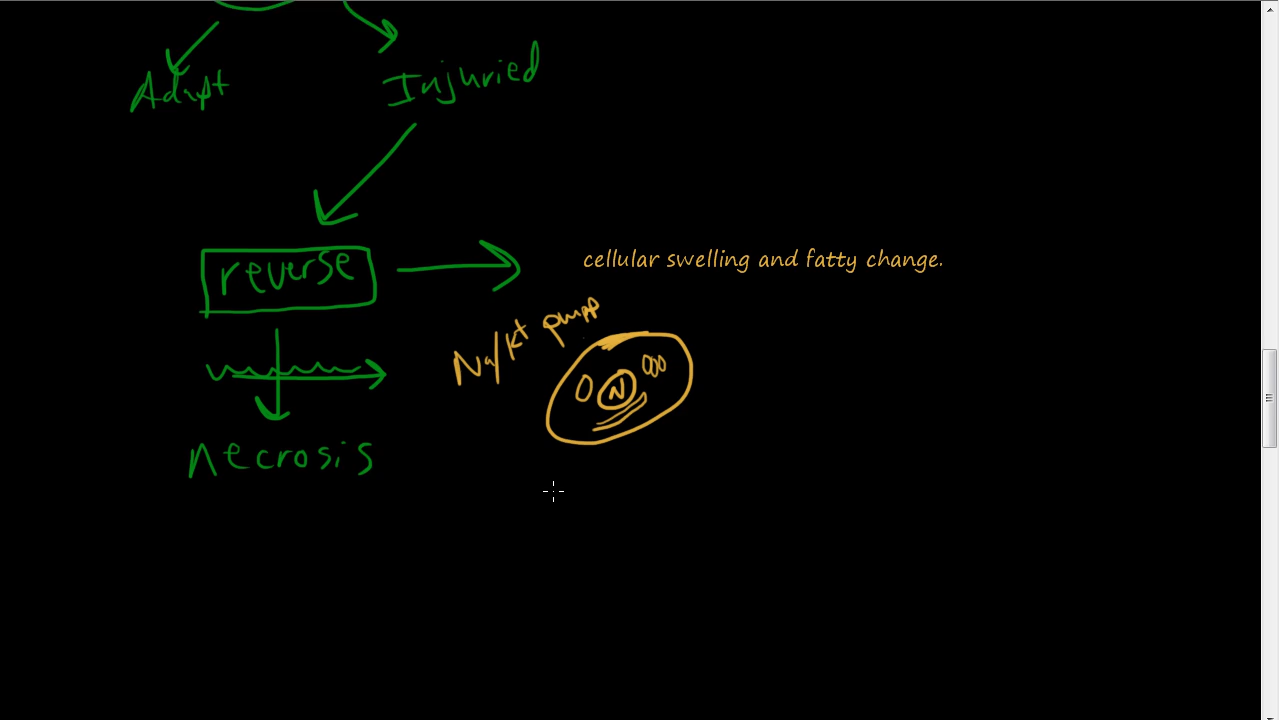 Adapt
Injuried
reverse
cellular swelling and fatty change.
Na/K+ pump
N
necrosis